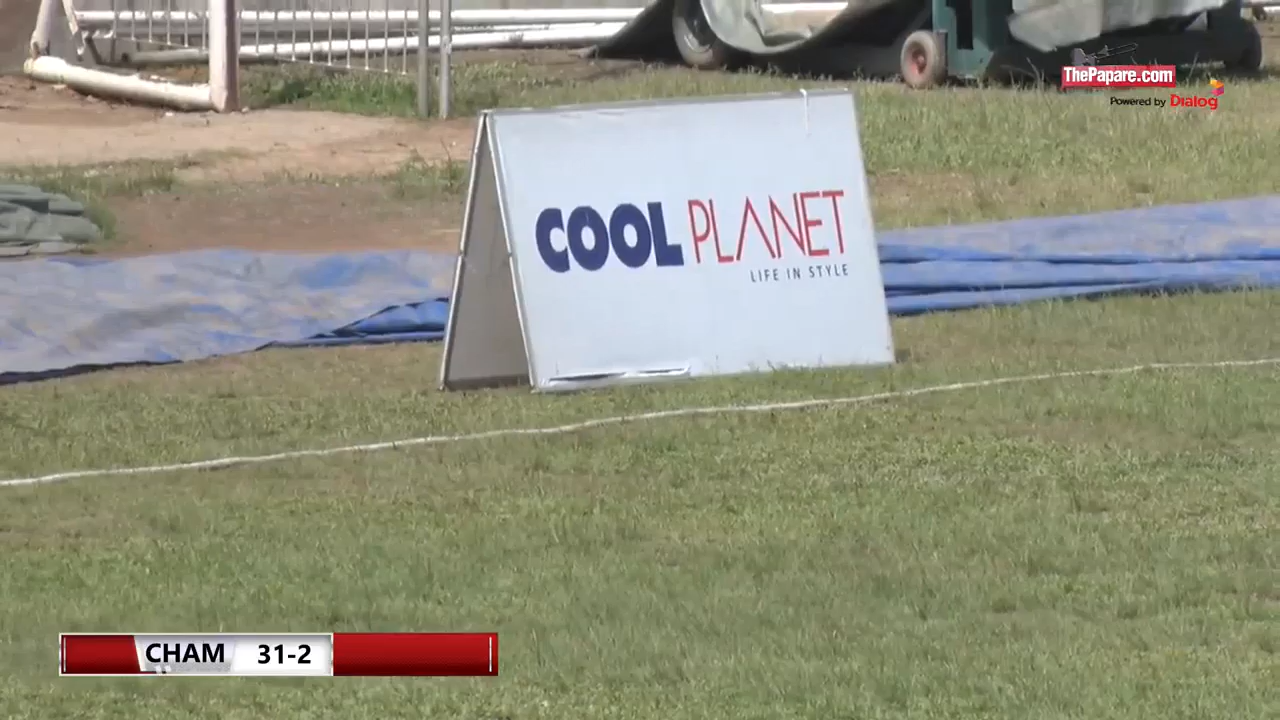 ThePapare.com
Powered by Dialog
COOL PLANET
LIFE IN STYLE
CHAM 31-2